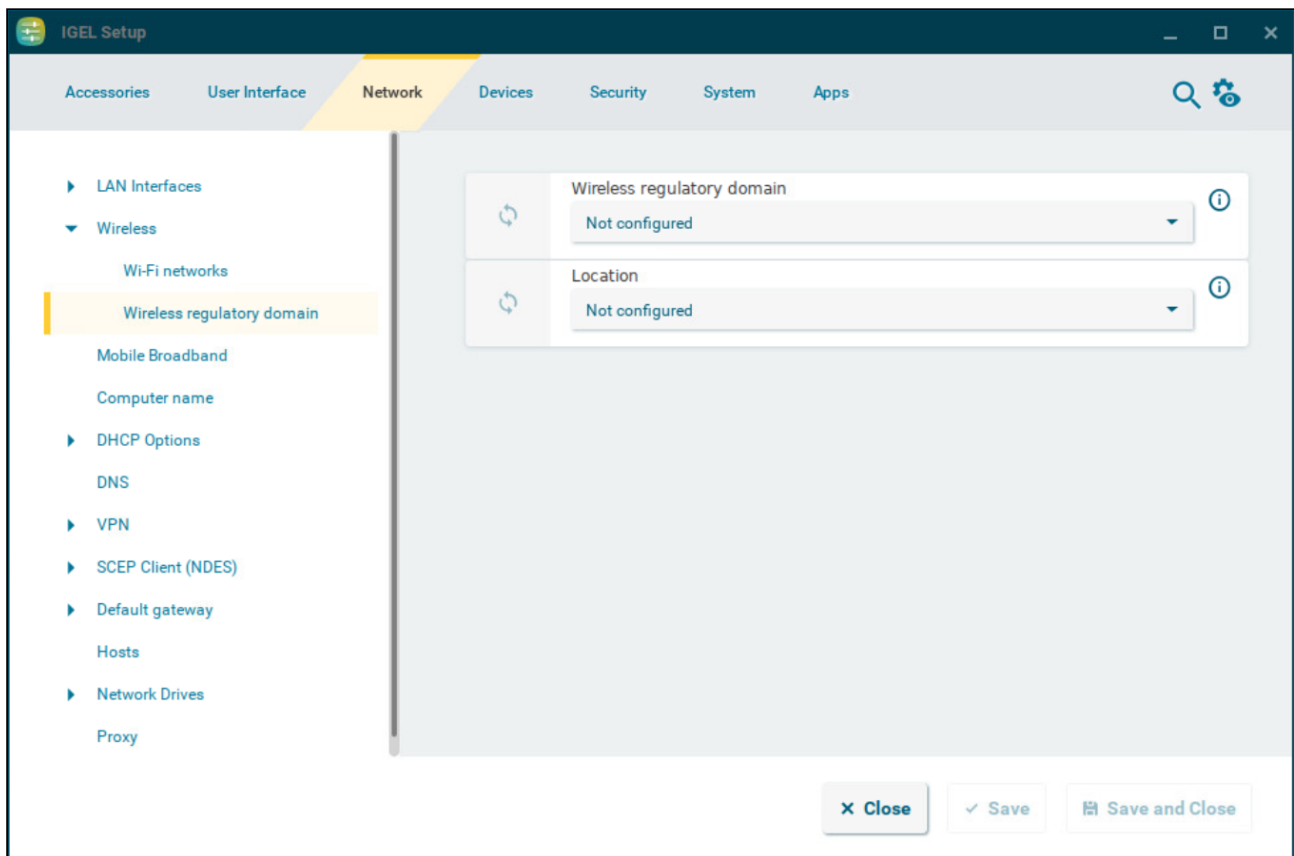 IGEL Setup
Accessories User Interface Network Devices Security System Apps
LAN Interfaces
Wireless
Wi-Fi networks
Wireless regulatory domain
Mobile Broadband
Computer name
DHCP Options
DNS
VPN
SCEP Client (NDES)
Default gateway
Hosts
Network Drives
Proxy
Wireless regulatory domain
Not configured
Location
Not configured
Close Save Save and Close